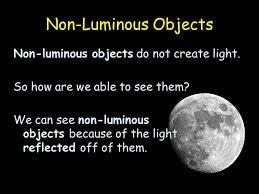 Non-Luminous Objects
Non-luminous objects do not create light.
So how are we able to see them?
We can see non-luminous
objects because of the light
reflected off of them.